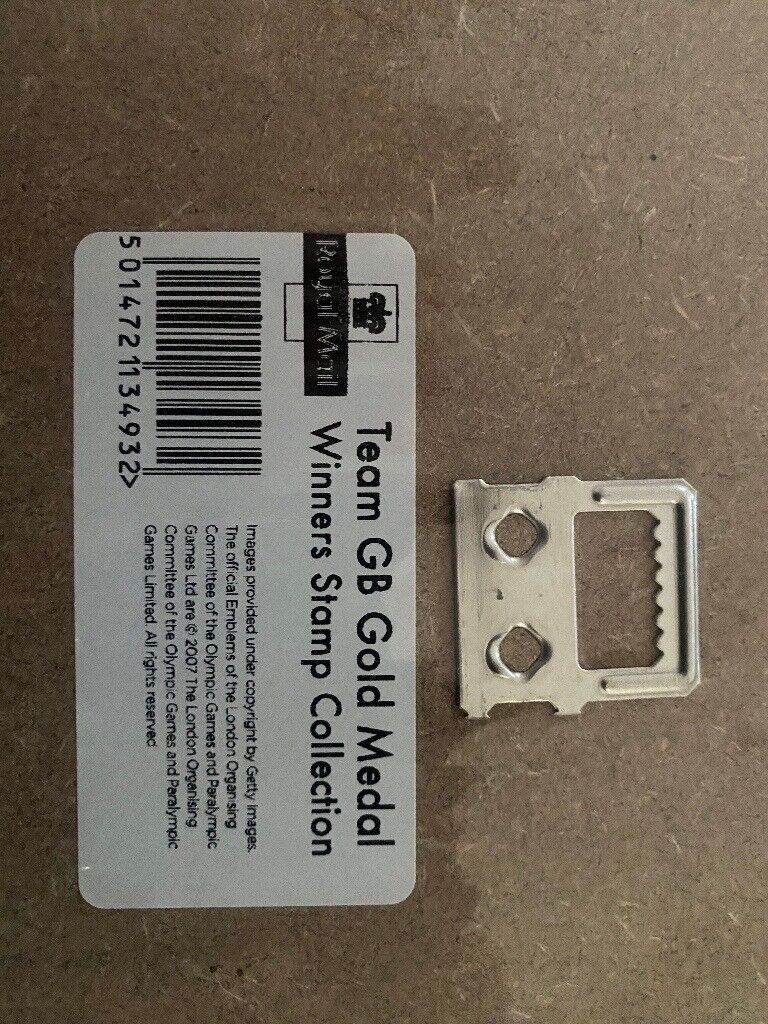 Royal Mail
Team GB Gold Medal
Winners Stamp Collection
5 014721 134932>
Images provided under copyright by Getty Images.
The official Emblems of the London Organising
Committee of the Olympic Games and Paralympic
Games Ltd are © 2007 The London Organising
Committee of the Olympic Games and Paralympic
Games Limited. All rights reserved